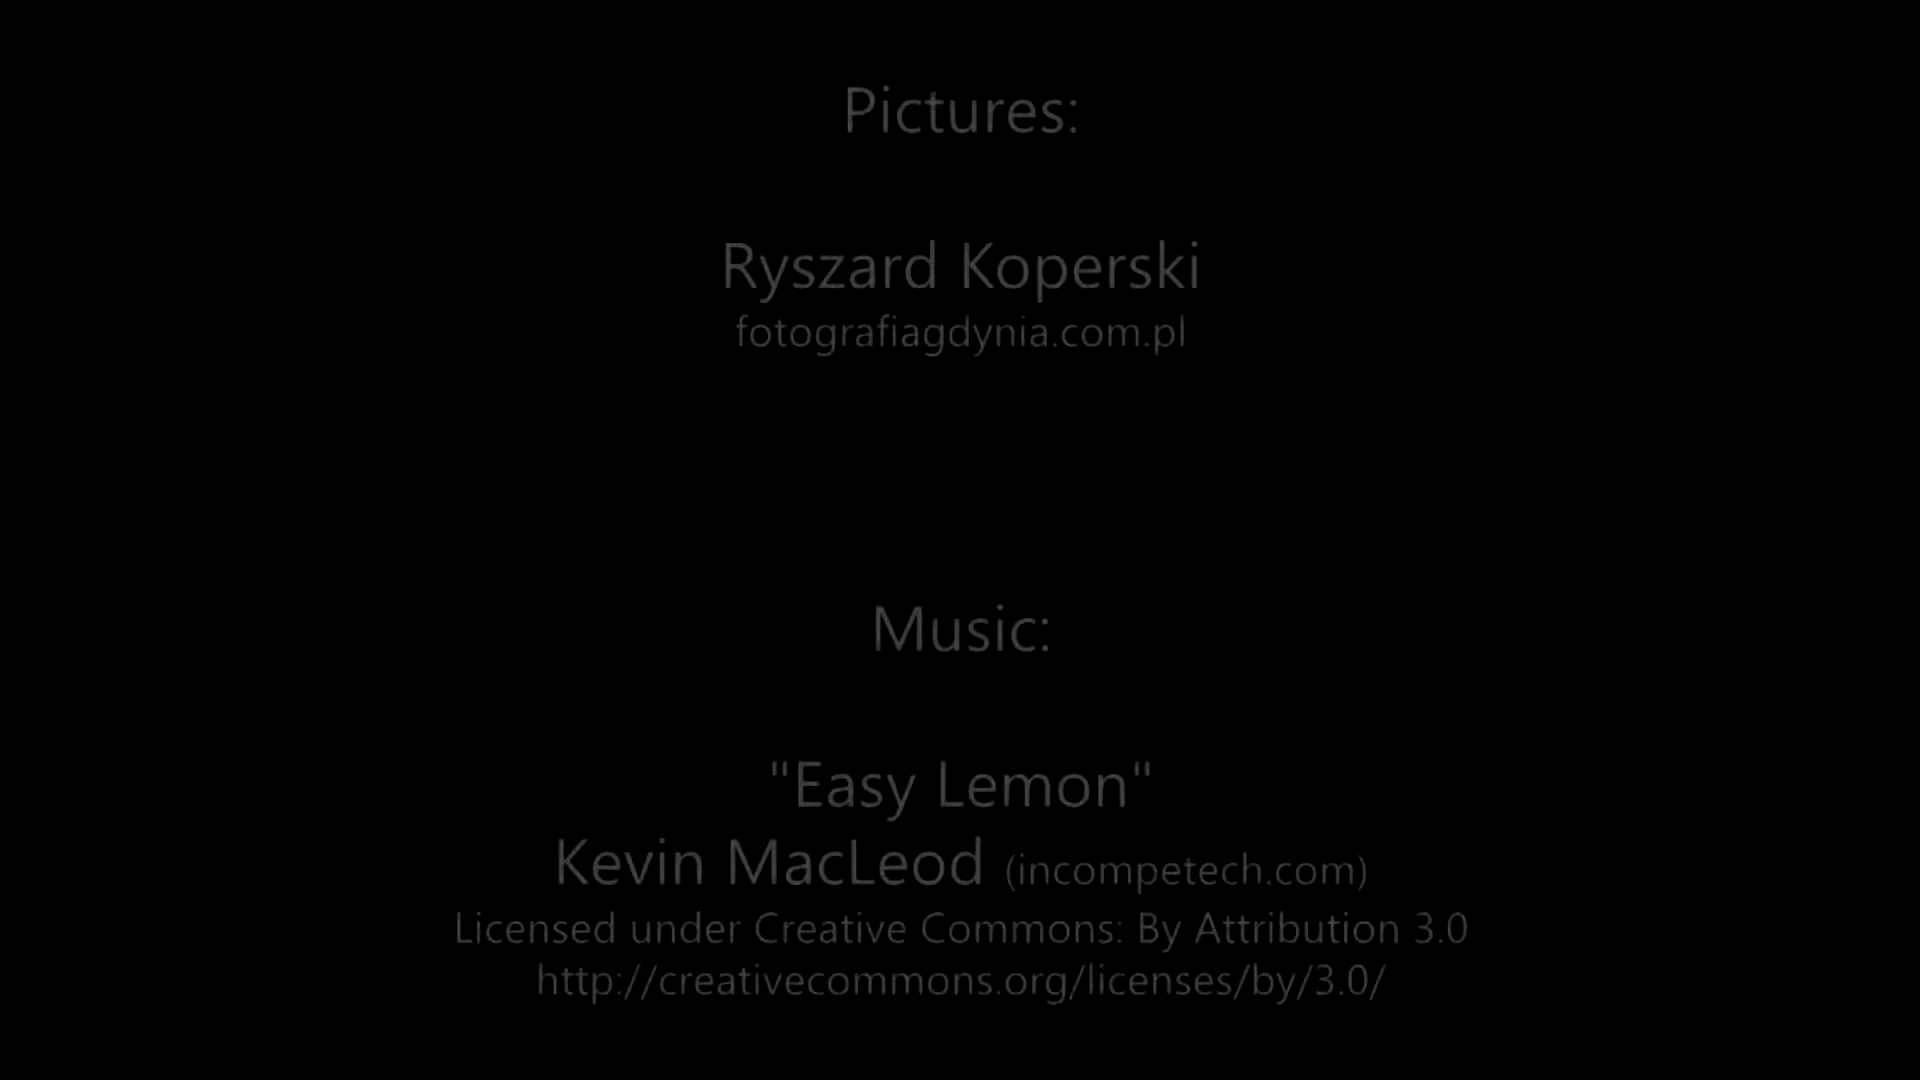 Pictures:
Ryszard Koperski
fotografiagdynia.com.pl
Music:
"Easy Lemon"
Kevin MacLeod (incompetech.com)
Licensed under Creative Commons: By Attribution 3.0
http://creativecommons.org/licenses/by/3.0/